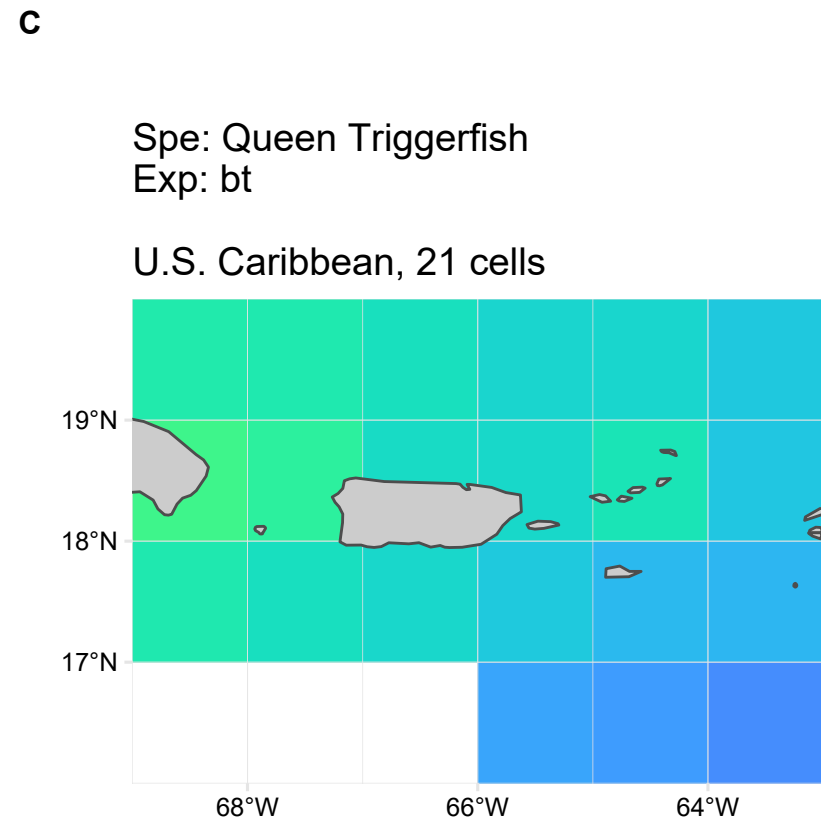 C
Spe: Queen Triggerfish
Exp: bt
U.S. Caribbean, 21 cells
19°N
18°N
17°N
68°W 66°W 64°W